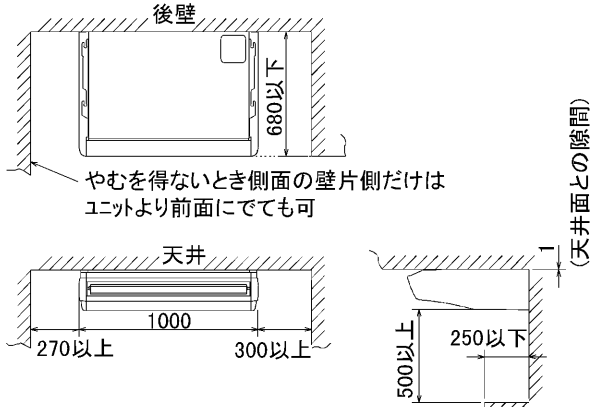 後壁
680以下
やむを得ないとき側面の壁片側だけは
ユニットより前面にでても可
天井
1000
270以上
300以上
1
(天井面との隙間)
500以上
250以下